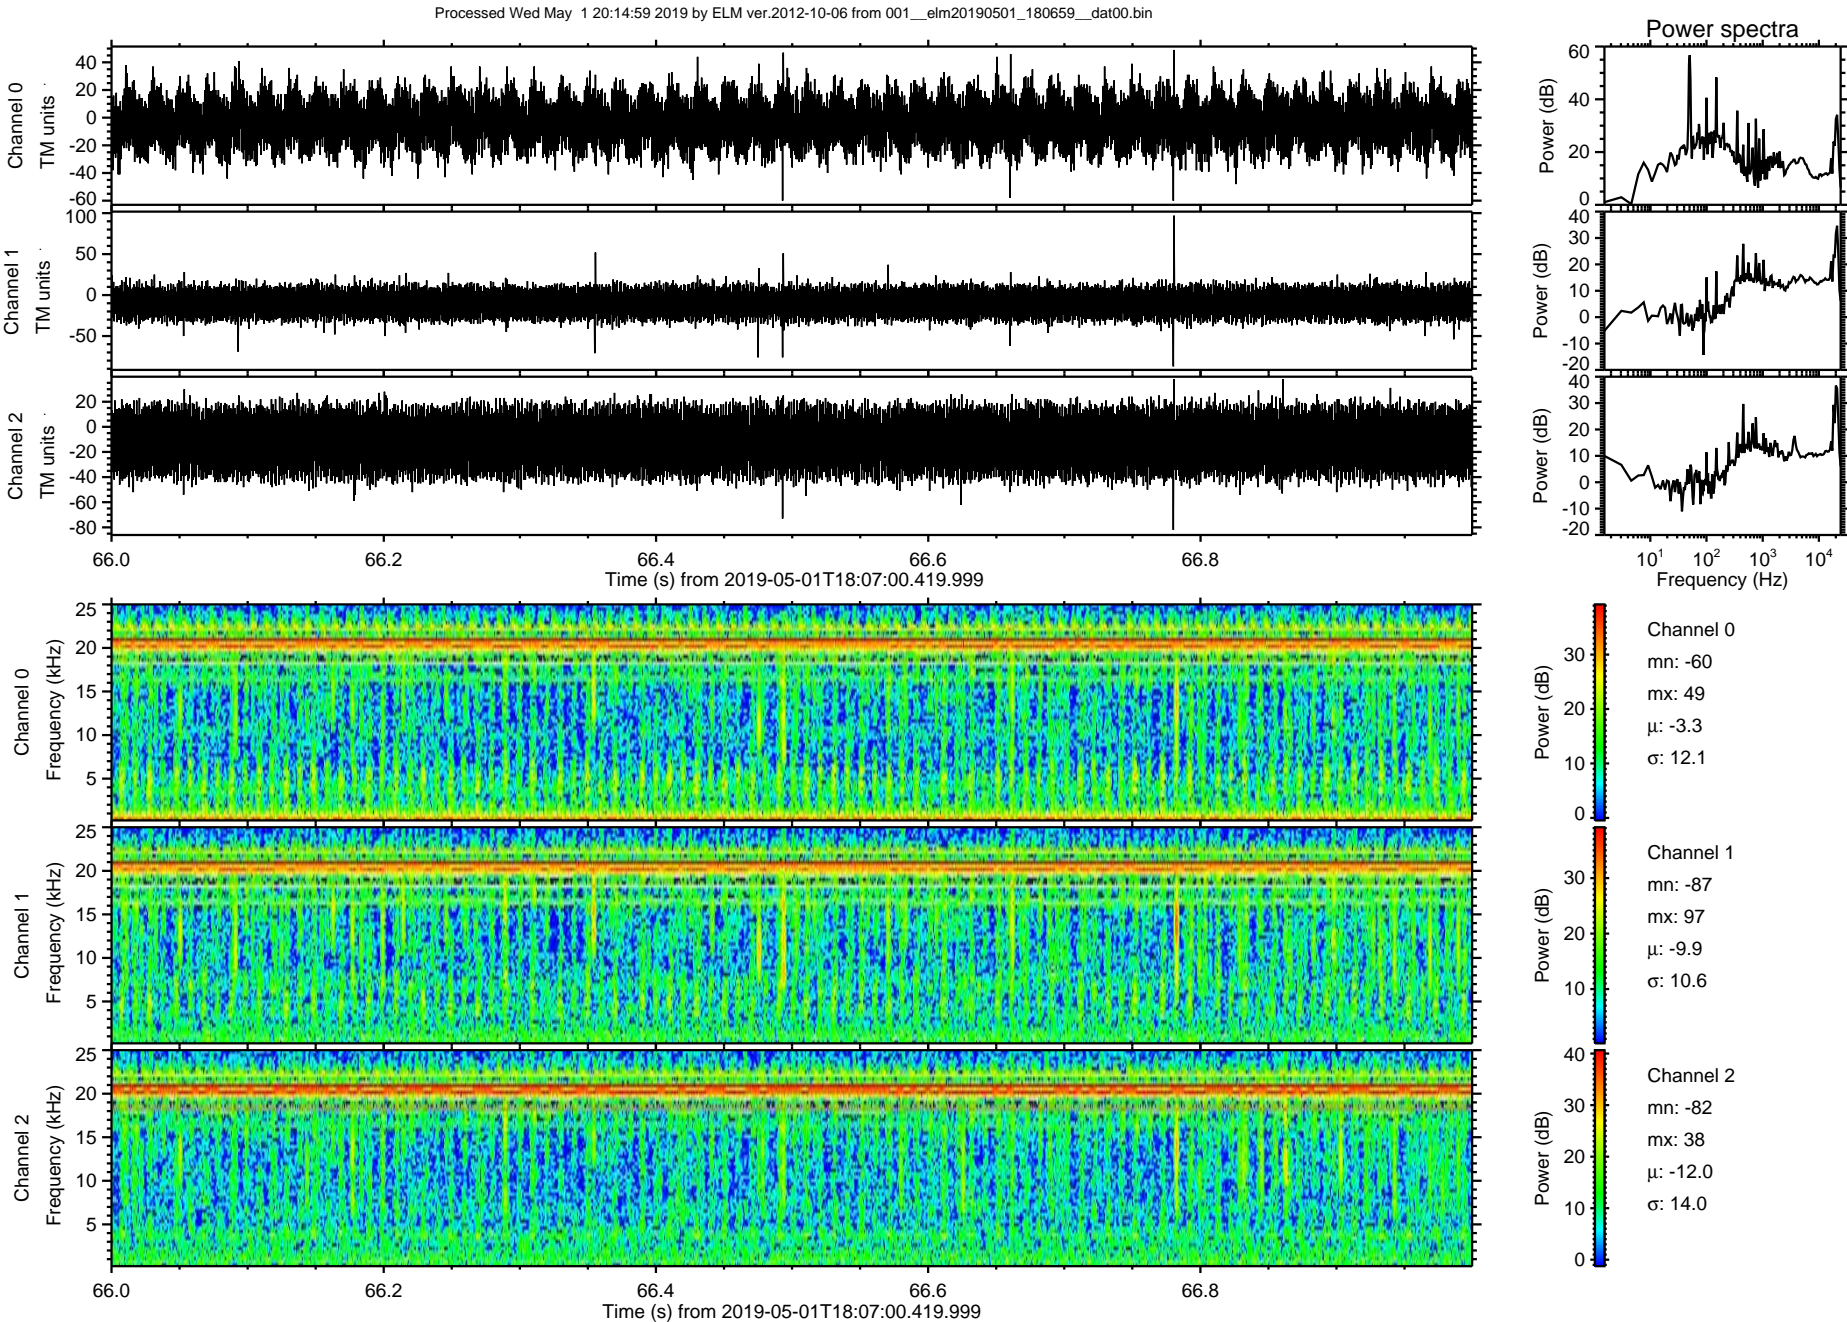 Processed Wed May  1 20:14:59 2019 by ELM ver.2012-10-06 from 001__elm20190501_180659__dat00.bin
Power spectra
Channel 0
TM units
40
20
0
-20
-40
-60
Power (dB)
60
40
20
0
Channel 1
TM units
100
50
0
-50
Power (dB)
40
30
20
10
0
-10
-20
Channel 2
TM units
20
0
-20
-40
-60
-80
Power (dB)
40
30
20
10
0
-10
-20
66.0 66.2 66.4 66.6 66.8
Time (s) from 2019-05-01T18:07:00.419.999
10¹ 10² 10³ 10⁴
Frequency (Hz)
Channel 0
Frequency (kHz)
25
20
15
10
5
Power (dB)
30
20
10
0
Channel 0
mn: -60
mx: 49
μ: -3.3
σ: 12.1
Channel 1
Frequency (kHz)
25
20
15
10
5
Power (dB)
30
20
10
Channel 1
mn: -87
mx: 97
μ: -9.9
σ: 10.6
Channel 2
Frequency (kHz)
25
20
15
10
5
Power (dB)
40
30
20
10
0
Channel 2
mn: -82
mx: 38
μ: -12.0
σ: 14.0
66.0 66.2 66.4 66.6 66.8
Time (s) from 2019-05-01T18:07:00.419.999